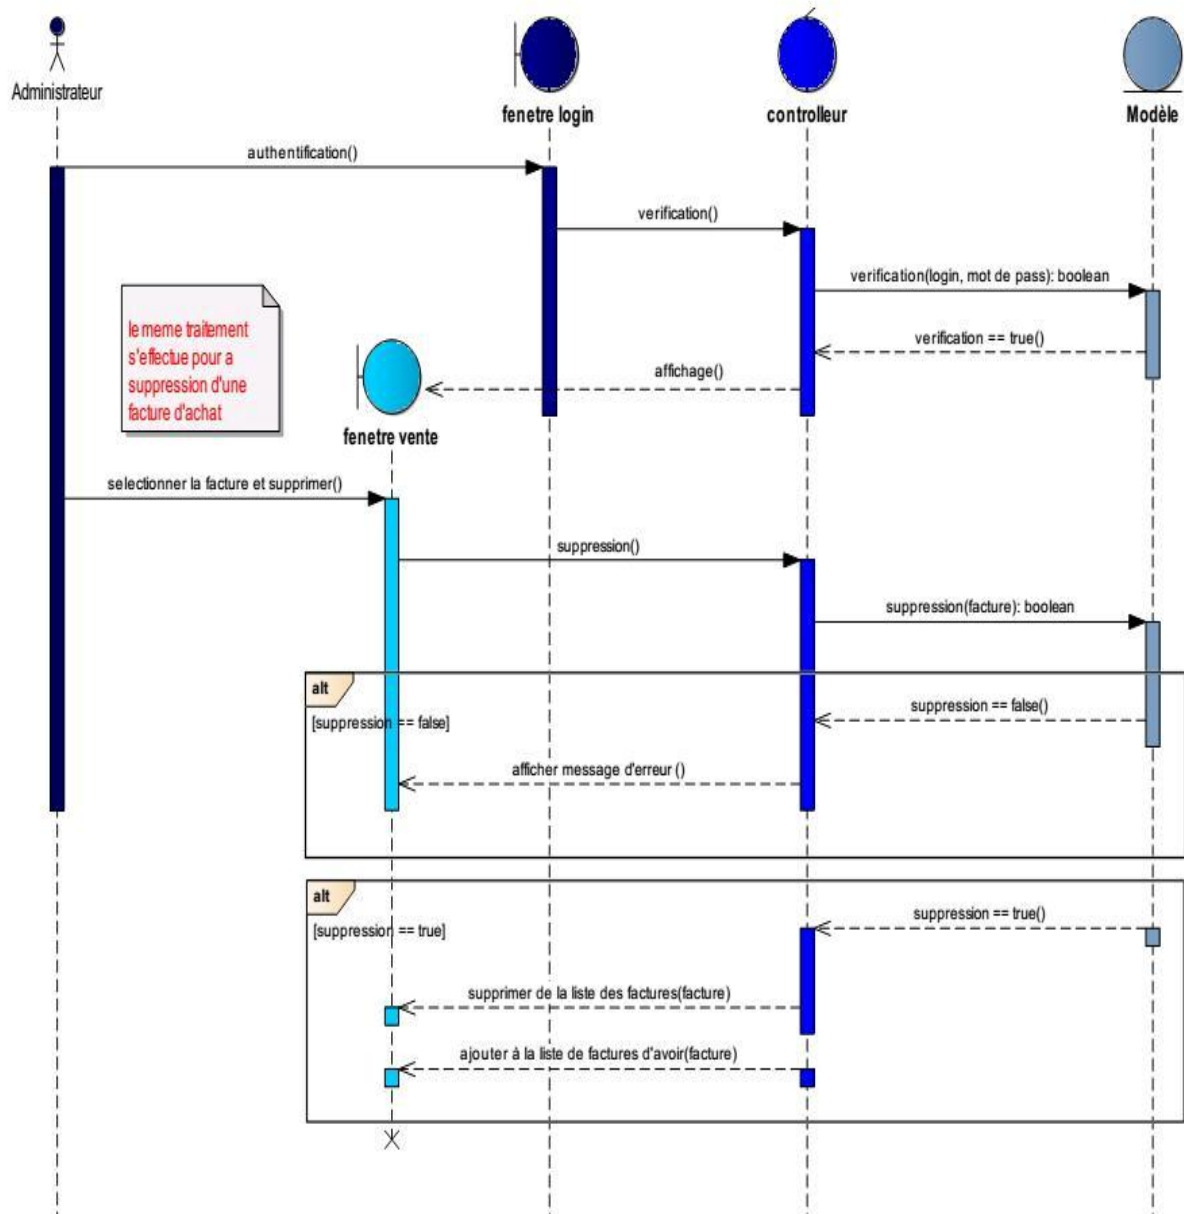 Administrateur
fenetre login
controlleur
Modèle
authentification()
verification()
verification(login, mot de pass): boolean
verification == true()
affichage()
le meme traitement
s'effectue pour a
suppression d'une
facture d'achat
fenetre vente
selectionner la facture et supprimer()
suppression()
suppression(facture): boolean
alt
[suppression == false]
suppression == false()
afficher message d'erreur ()
alt
[suppression == true]
suppression == true()
supprimer de la liste des factures(facture)
ajouter à la liste de factures d'avoir(facture)